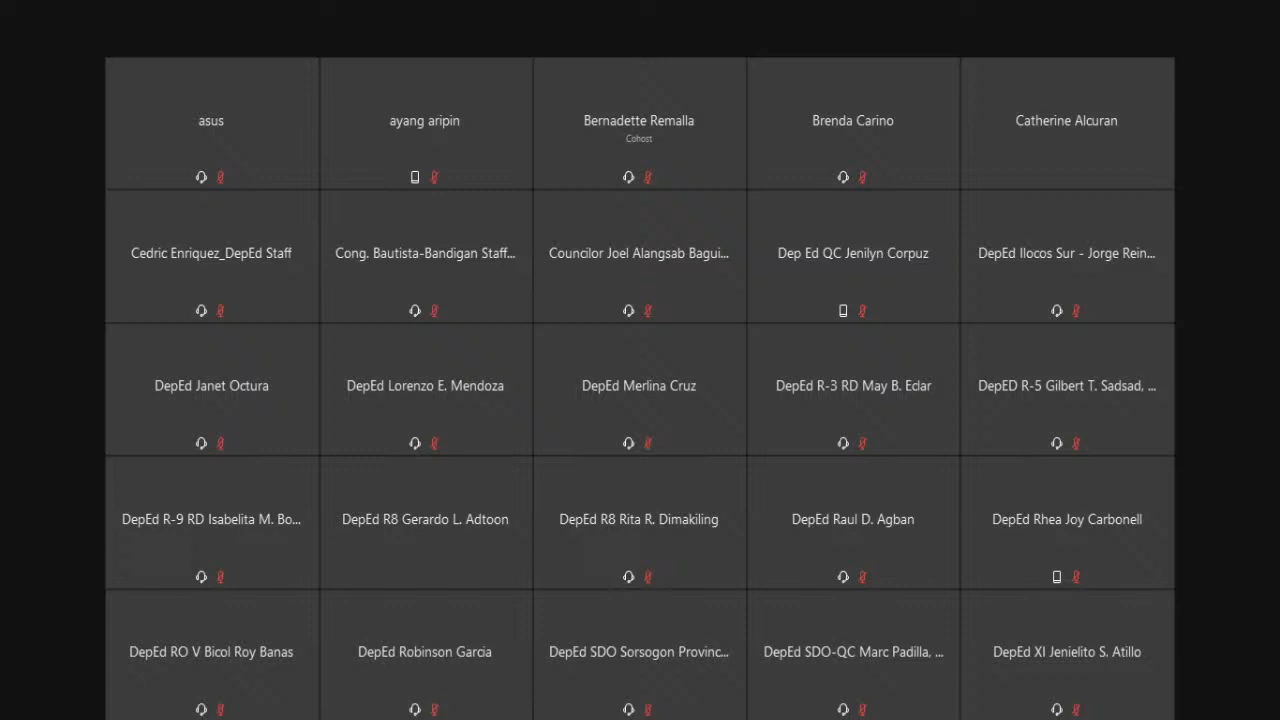 asus
ayang aripin
Bernadette Remalla
Cohost
Brenda Carino
Catherine Alcuran
Cedric Enriquez_DepEd Staff
Cong. Bautista-Bandigan Staff...
Councilor Joel Alangsab Bagui...
Dep Ed QC Jenilyn Corpuz
DepEd Ilocos Sur - Jorge Rein...
DepEd Janet Octura
DepEd Lorenzo E. Mendoza
DepEd Merlina Cruz
DepEd R-3 RD May B. Eclar
DepED R-5 Gilbert T. Sadsad, ...
DepEd R-9 RD Isabelita M. Bo...
DepEd R8 Gerardo L. Adtoon
DepEd R8 Rita R. Dimakiling
DepEd Raul D. Agban
DepEd Rhea Joy Carbonell
DepEd RO V Bicol Roy Banas
DepEd Robinson Garcia
DepEd SDO Sorsogon Provinc...
DepEd SDO-QC Marc Padilla, ...
DepEd XI Jenielito S. Atillo